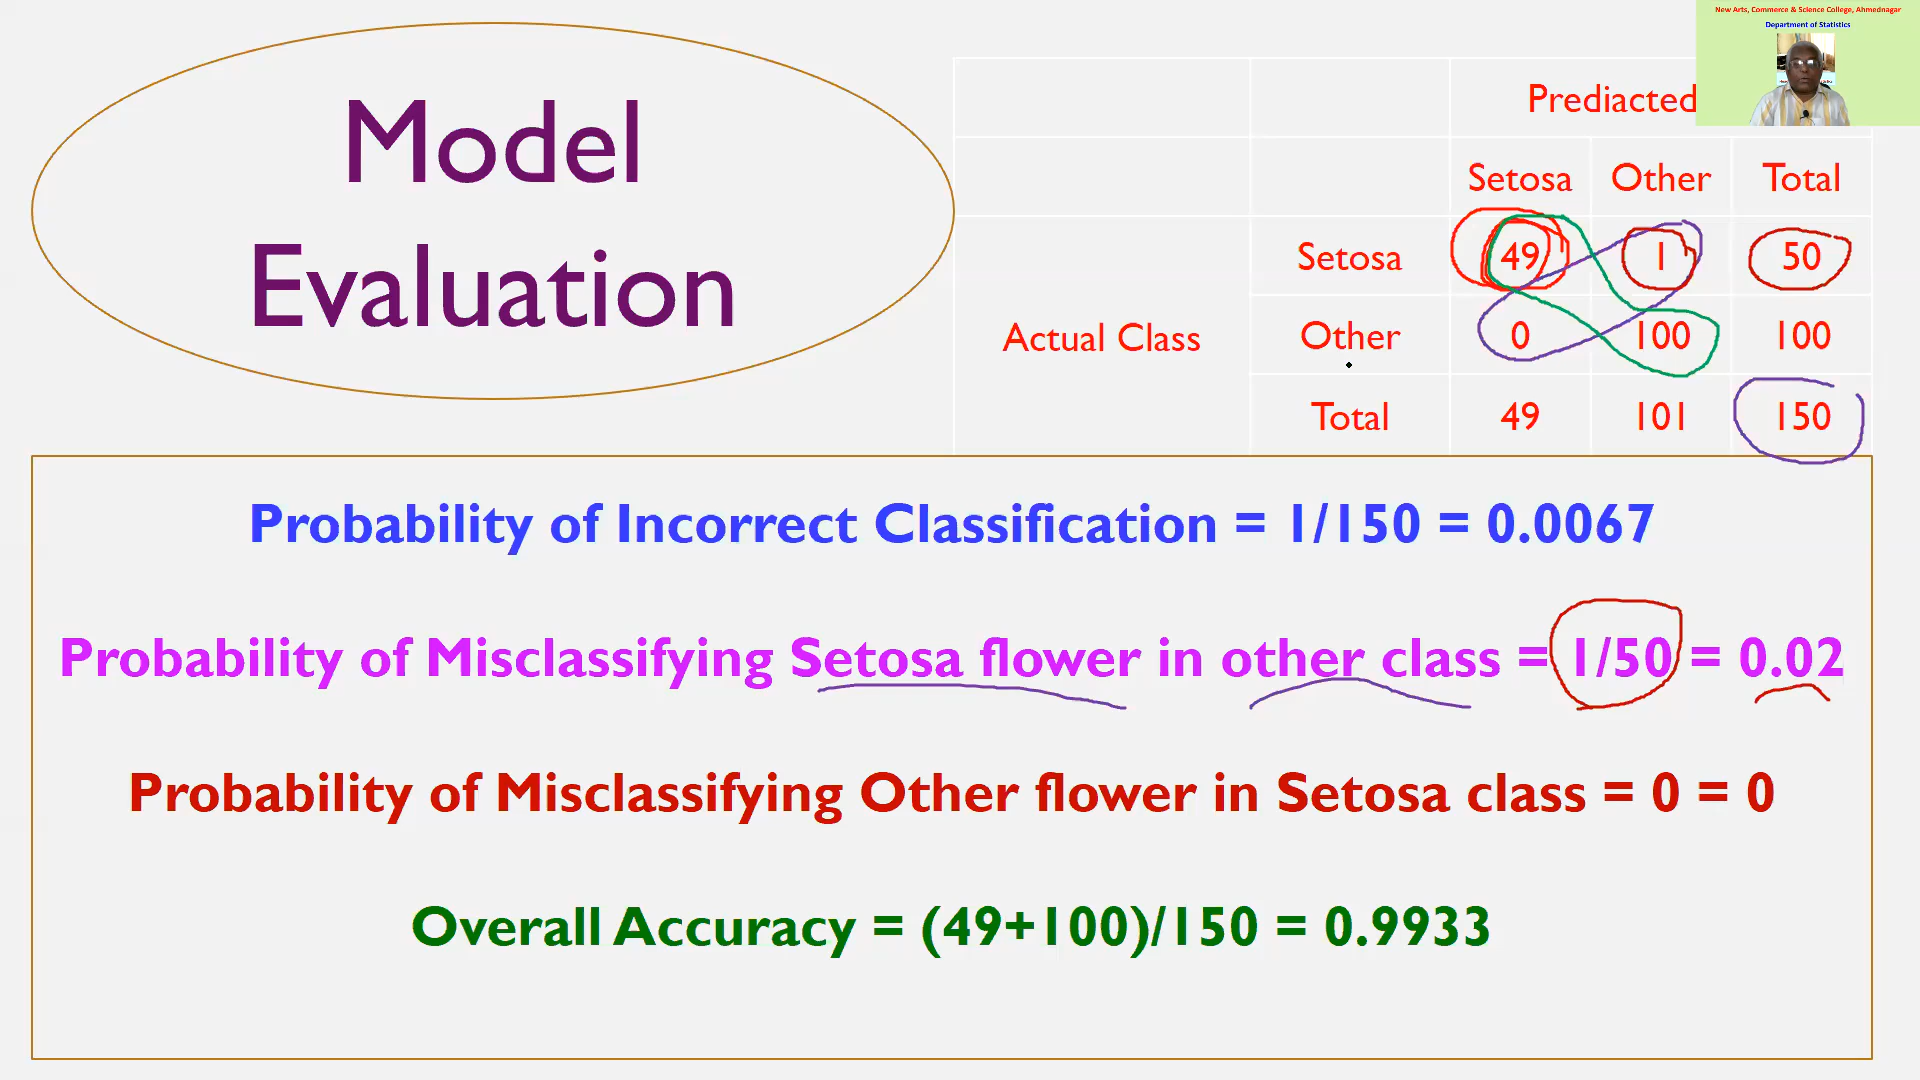 New Arts, Commerce & Science College, Ahmednagar
Department of Statistics
Model
Evaluation
Prediacted
Setosa Other Total
Setosa 49 1 50
Actual Class Other 0 100 100
Total 49 101 150
Probability of Incorrect Classification = 1/150 = 0.0067
Probability of Misclassifying Setosa flower in other class = 1/50 = 0.02
Probability of Misclassifying Other flower in Setosa class = 0 = 0
Overall Accuracy = (49+100)/150 = 0.9933